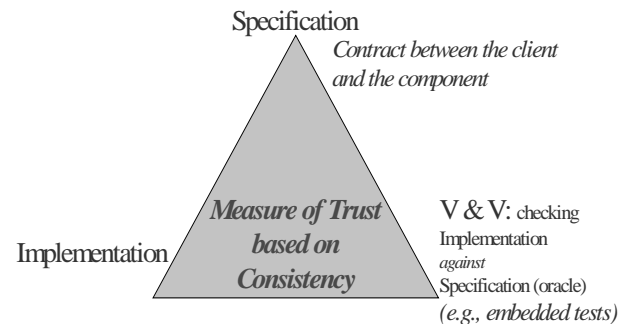 Specification
Contract between the client
and the component
Measure of Trust
based on
Consistency
Implementation
V & V: checking
Implementation
against
Specification (oracle)
(e.g., embedded tests)